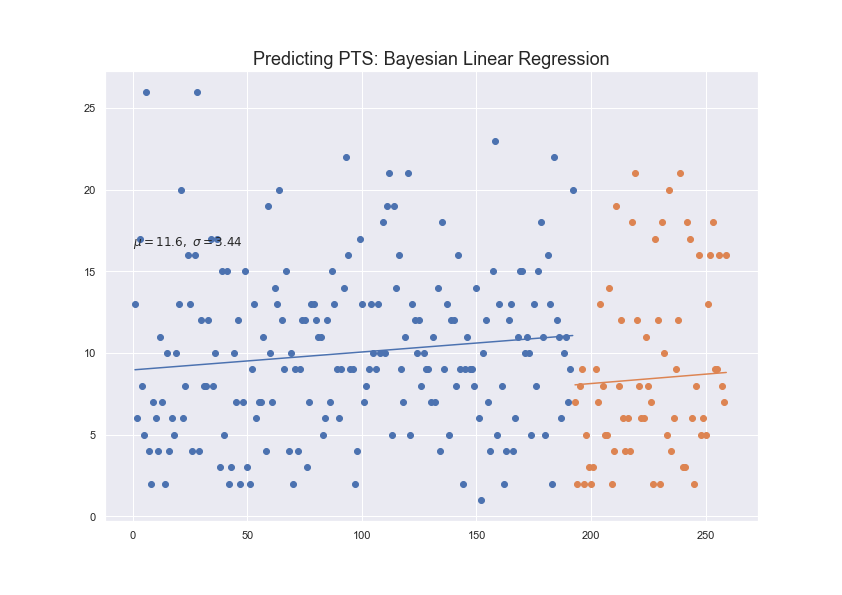 Predicting PTS: Bayesian Linear Regression
25
20
μ = 11.6, σ = 3.44
15
10
5
0
0 50 100 150 200 250